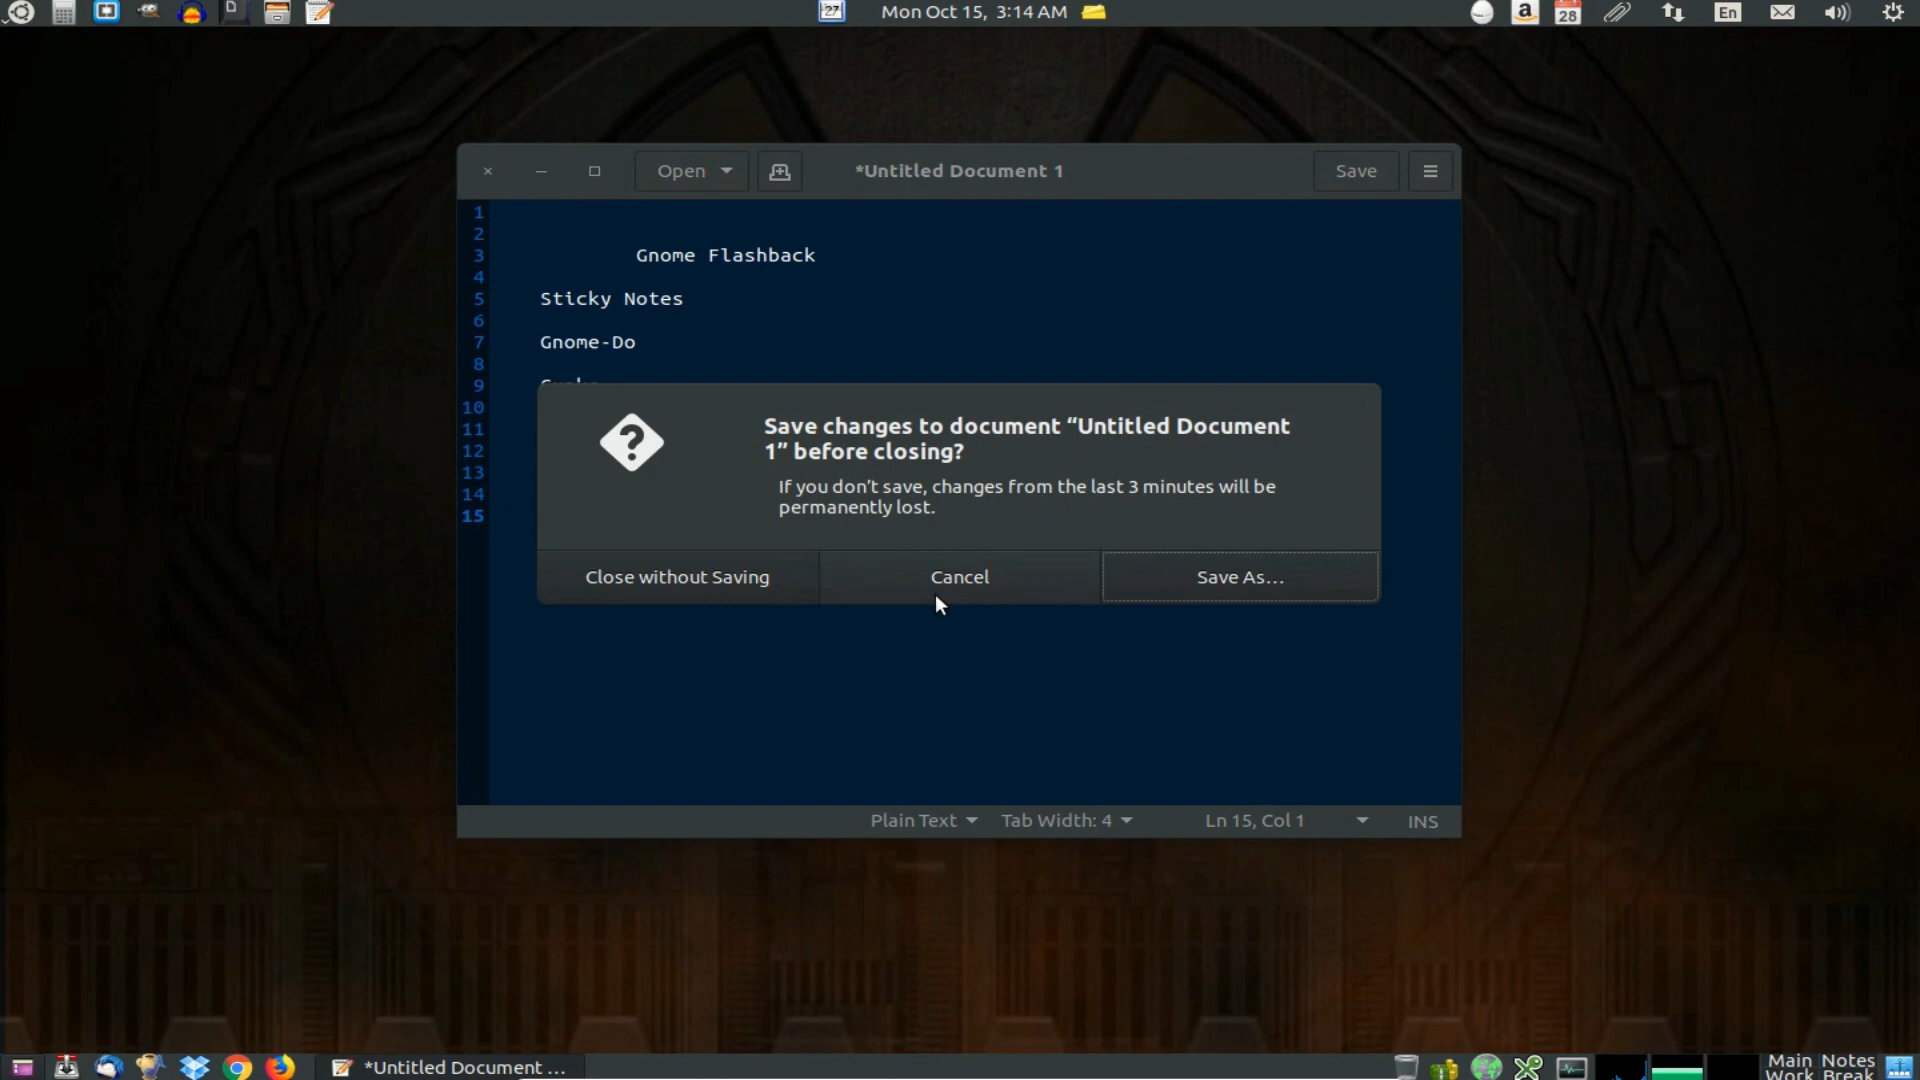 27
Mon Oct 15, 3:14 AM
a
28
En
Open
*Untitled Document 1
Save
1
2
3 Gnome Flashback
4
5 Sticky Notes
6
7 Gnome-Do
8
9
10
11
12
13
14
15
Save changes to document “Untitled Document
1” before closing?
If you don’t save, changes from the last 3 minutes will be
permanently lost.
Close without Saving
Cancel
Save As...
Plain Text
Tab Width: 4
Ln 15, Col 1
INS
*Untitled Document ...
Main Notes
Work Break